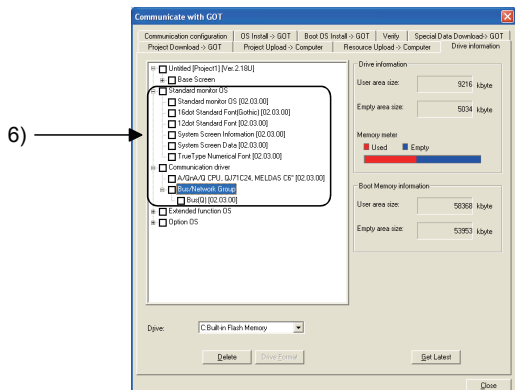 Communicate with GOT
Communication configuration OS Install -> GOT Boot OS Install -> GOT Verify Special Data Download-> GOT
Project Download -> GOT Project Upload -> Computer Resource Upload -> Computer Drive information
Untitled [Project1] [Ver.2.18U]
Base Screen
Standard monitor OS
Standard monitor OS [02.03.00]
16dot Standard Font(Gothic) [02.03.00]
12dot Standard Font [02.03.00]
System Screen Information [02.03.00]
System Screen Data [02.03.00]
TrueType Numerical Font [02.03.00]
Communication driver
A/QnA/Q CPU, QJ71C24, MELDAS C6* [02.03.00]
Bus/Network Group
Bus(Q) [02.03.00]
Extended function OS
Option OS
6)
Drive information
User area size: 9216 kbyte
Empty area size: 5034 kbyte
Memory meter
Used Empty
Boot Memory information
User area size: 58368 kbyte
Empty area size: 53953 kbyte
Drive: C:Built-in Flash Memory
Delete Drive Format Get Latest
Close